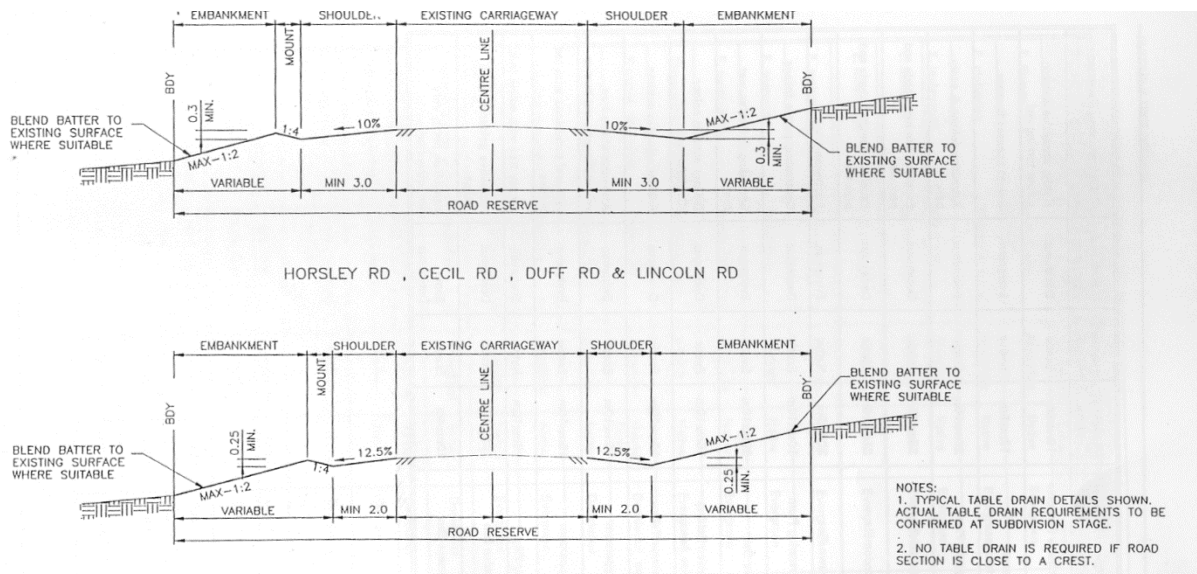 EMBANKMENT SHOULDER EXISTING CARRIAGEWAY SHOULDER EMBANKMENT
MOUNT
BDY
CENTRE LINE
BDY
BLEND BATTER TO
EXISTING SURFACE
WHERE SUITABLE
0.3
MIN.
1:4
10%
10%
MAX-1:2
MAX-1:2
0.3
MIN.
BLEND BATTER TO
EXISTING SURFACE
WHERE SUITABLE
VARIABLE MIN 3.0 MIN 3.0 VARIABLE
ROAD RESERVE
HORSLEY RD , CECIL RD , DUFF RD & LINCOLN RD
EMBANKMENT SHOULDER EXISTING CARRIAGEWAY SHOULDER EMBANKMENT
MOUNT
BDY
CENTRE LINE
BDY
BLEND BATTER TO
EXISTING SURFACE
WHERE SUITABLE
BLEND BATTER TO
EXISTING SURFACE
WHERE SUITABLE
0.25
MIN.
1:4
12.5%
12.5%
MAX-1:2
MAX-1:2
0.25
MIN.
VARIABLE MIN 2.0 MIN 2.0 VARIABLE
ROAD RESERVE
NOTES:
1. TYPICAL TABLE DRAIN DETAILS SHOWN.
ACTUAL TABLE DRAIN REQUIREMENTS TO BE
CONFIRMED AT SUBDIVISION STAGE.
2. NO TABLE DRAIN IS REQUIRED IF ROAD
SECTION IS CLOSE TO A CREST.